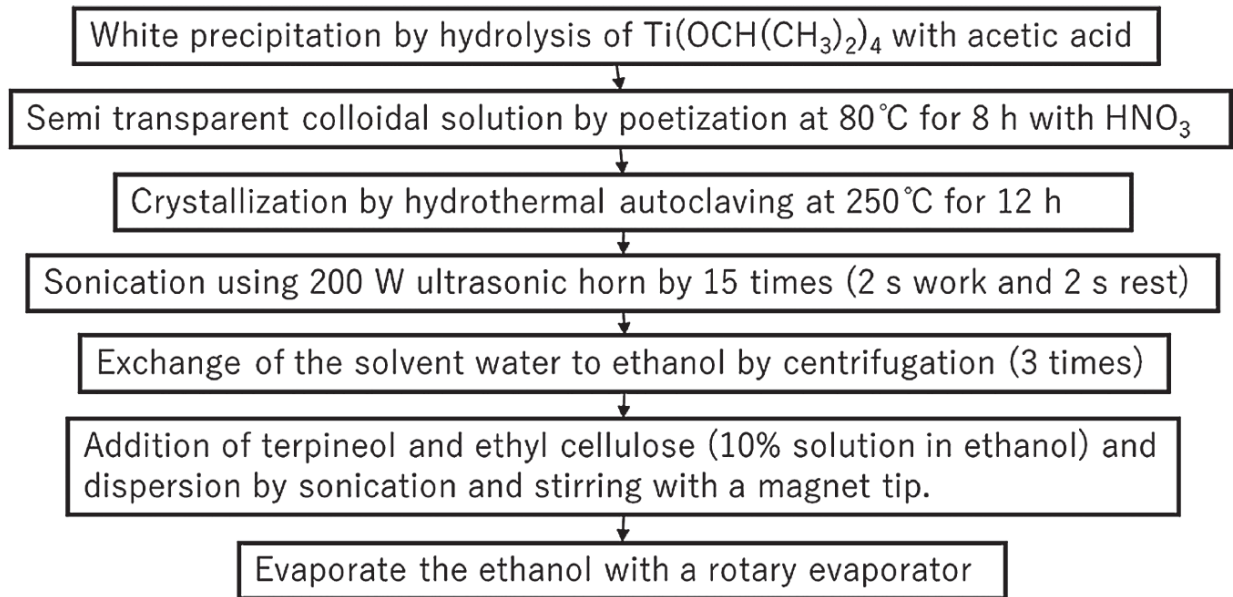 White precipitation by hydrolysis of Ti(OCH(CH₃)₂)₄ with acetic acid
Semi transparent colloidal solution by poetization at 80℃ for 8 h with HNO₃
Crystallization by hydrothermal autoclaving at 250℃ for 12 h
Sonication using 200 W ultrasonic horn by 15 times (2 s work and 2 s rest)
Exchange of the solvent water to ethanol by centrifugation (3 times)
Addition of terpineol and ethyl cellulose (10% solution in ethanol) and
dispersion by sonication and stirring with a magnet tip.
Evaporate the ethanol with a rotary evaporator